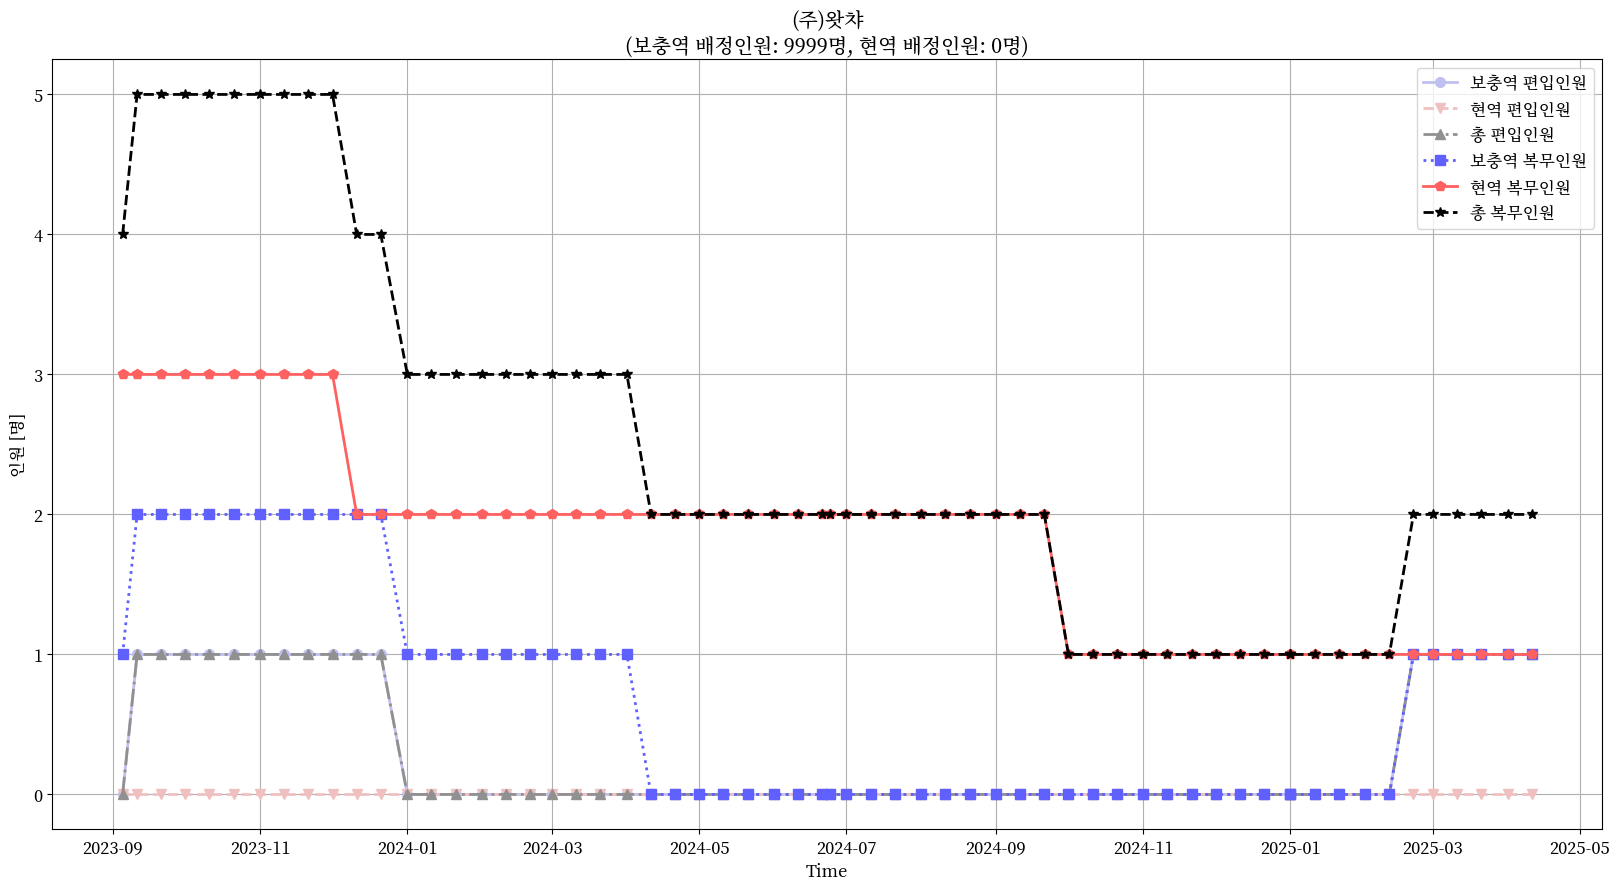 (주)왓챠
(보충역 배정인원: 9999명, 현역 배정인원: 0명)
보충역 편입인원
현역 편입인원
총 편입인원
보충역 복무인원
현역 복무인원
총 복무인원
인원 [명]
5
4
3
2
1
0
2023-09 2023-11 2024-01 2024-03 2024-05 2024-07 2024-09 2024-11 2025-01 2025-03 2025-05
Time